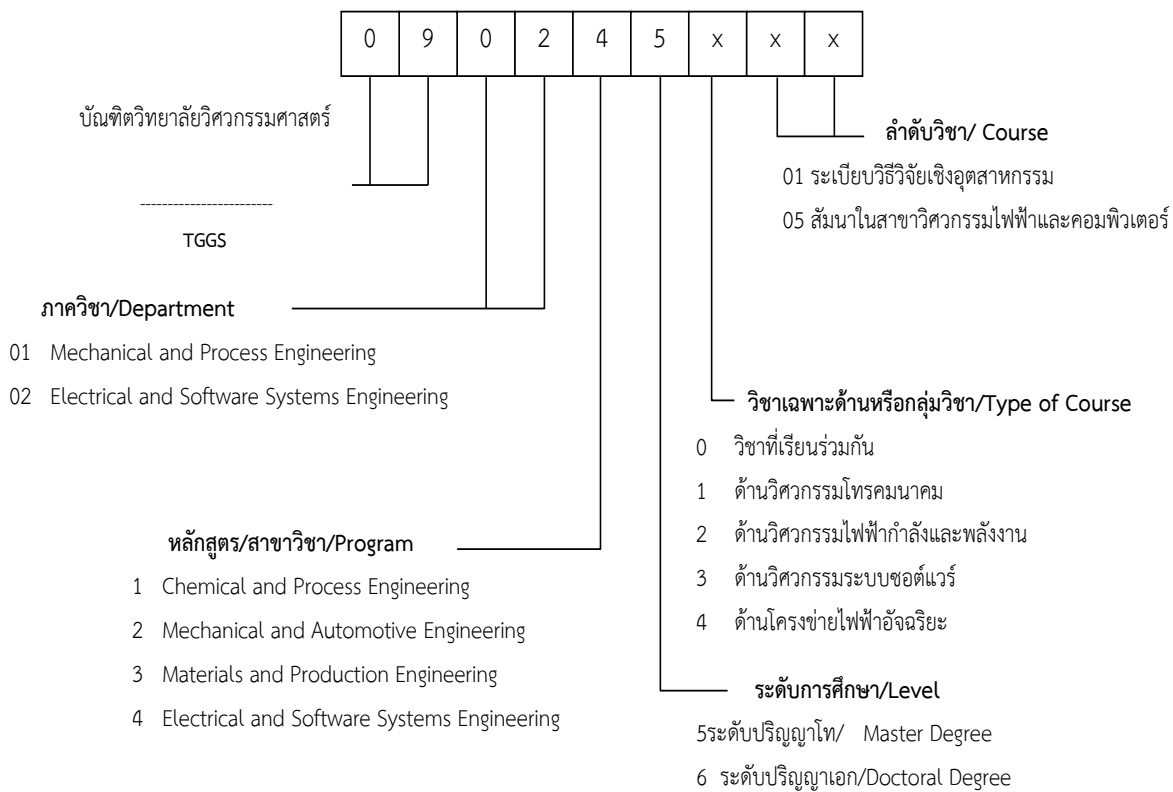 0 9 0 2 4 5 x x x
บัณฑิตวิทยาลัยวิศวกรรมศาสตร์
------------------------
TGGS
ลำดับวิชา/ Course
01 ระเบียบวิธีวิจัยเชิงอุตสาหกรรม
05 สัมนาในสาขาวิศวกรรมไฟฟ้าและคอมพิวเตอร์
ภาควิชา/Department
01 Mechanical and Process Engineering
02 Electrical and Software Systems Engineering
วิชาเฉพาะด้านหรือกลุ่มวิชา/Type of Course
0 วิชาที่เรียนร่วมกัน
1 ด้านวิศวกรรมโทรคมนาคม
2 ด้านวิศวกรรมไฟฟ้ากำลังและพลังงาน
3 ด้านวิศวกรรมระบบซอต์แวร์
4 ด้านโครงข่ายไฟฟ้าอัจฉริยะ
หลักสูตร/สาขาวิชา/Program
1 Chemical and Process Engineering
2 Mechanical and Automotive Engineering
3 Materials and Production Engineering
4 Electrical and Software Systems Engineering
ระดับการศึกษา/Level
5ระดับปริญญาโท/ Master Degree
6 ระดับปริญญาเอก/Doctoral Degree